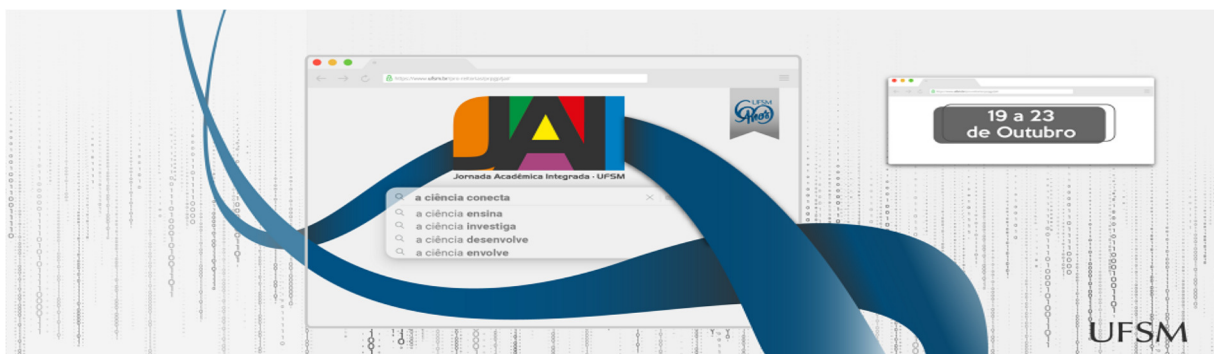 JAI
Jornada Acadêmica Integrada - UFSM
a ciência conecta
a ciência ensina
a ciência investiga
a ciência desenvolve
a ciência envolve
UFSM
Anos
19 a 23
de Outubro
UFSM